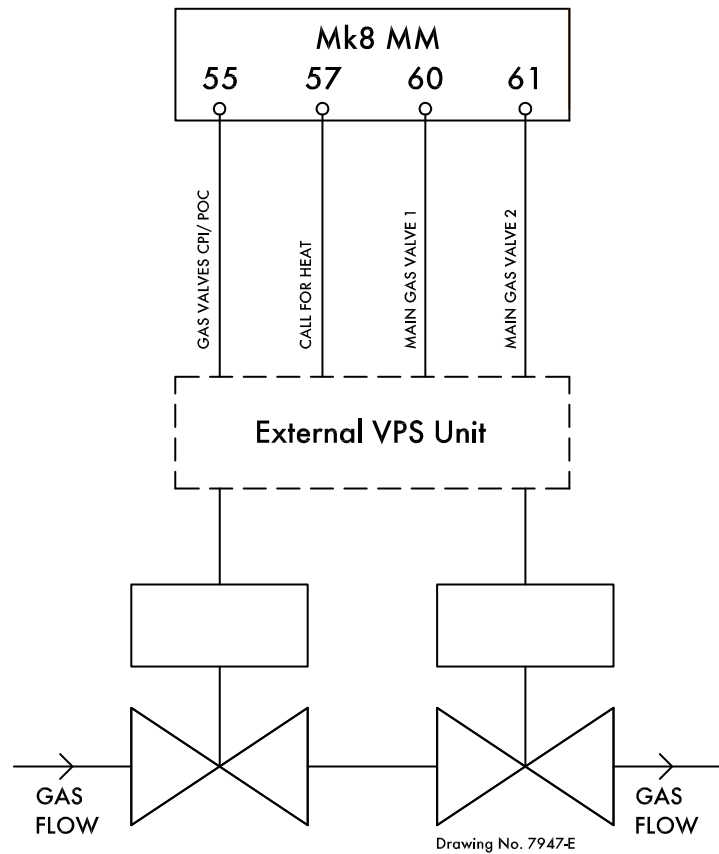 Mk8 MM
55 57 60 61
GAS VALVES CPI/ POC
CALL FOR HEAT
MAIN GAS VALVE 1
MAIN GAS VALVE 2
External VPS Unit
GAS
FLOW
GAS
FLOW
Drawing No. 7947-E